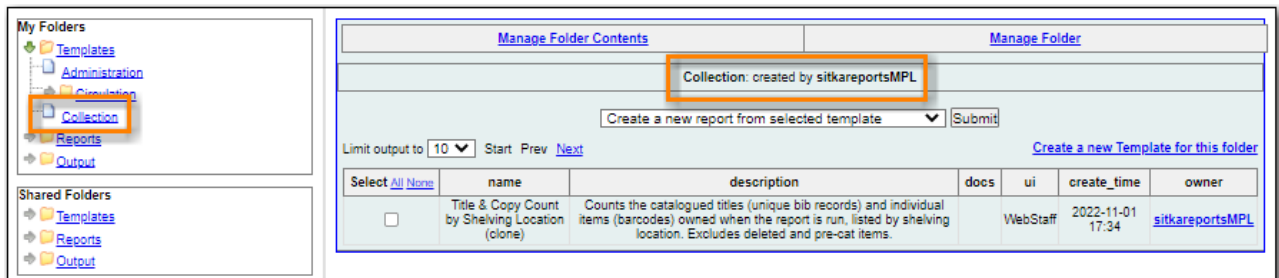 My Folders
Templates
Administration
Circulation
Collection
Reports
Output
Shared Folders
Templates
Reports
Output
Manage Folder Contents
Manage Folder
Collection: created by sitkareportsMPL
Create a new report from selected template
Submit
Limit output to 10 Start Prev Next
Create a new Template for this folder
Select All None name description docs ui create_time owner
Title & Copy Count
by Shelving Location
(clone)
Counts the catalogued titles (unique bib records) and individual
items (barcodes) owned when the report is run, listed by shelving
location. Excludes deleted and pre-cat items.
WebStaff
2022-11-01
17:34
sitkareportsMPL